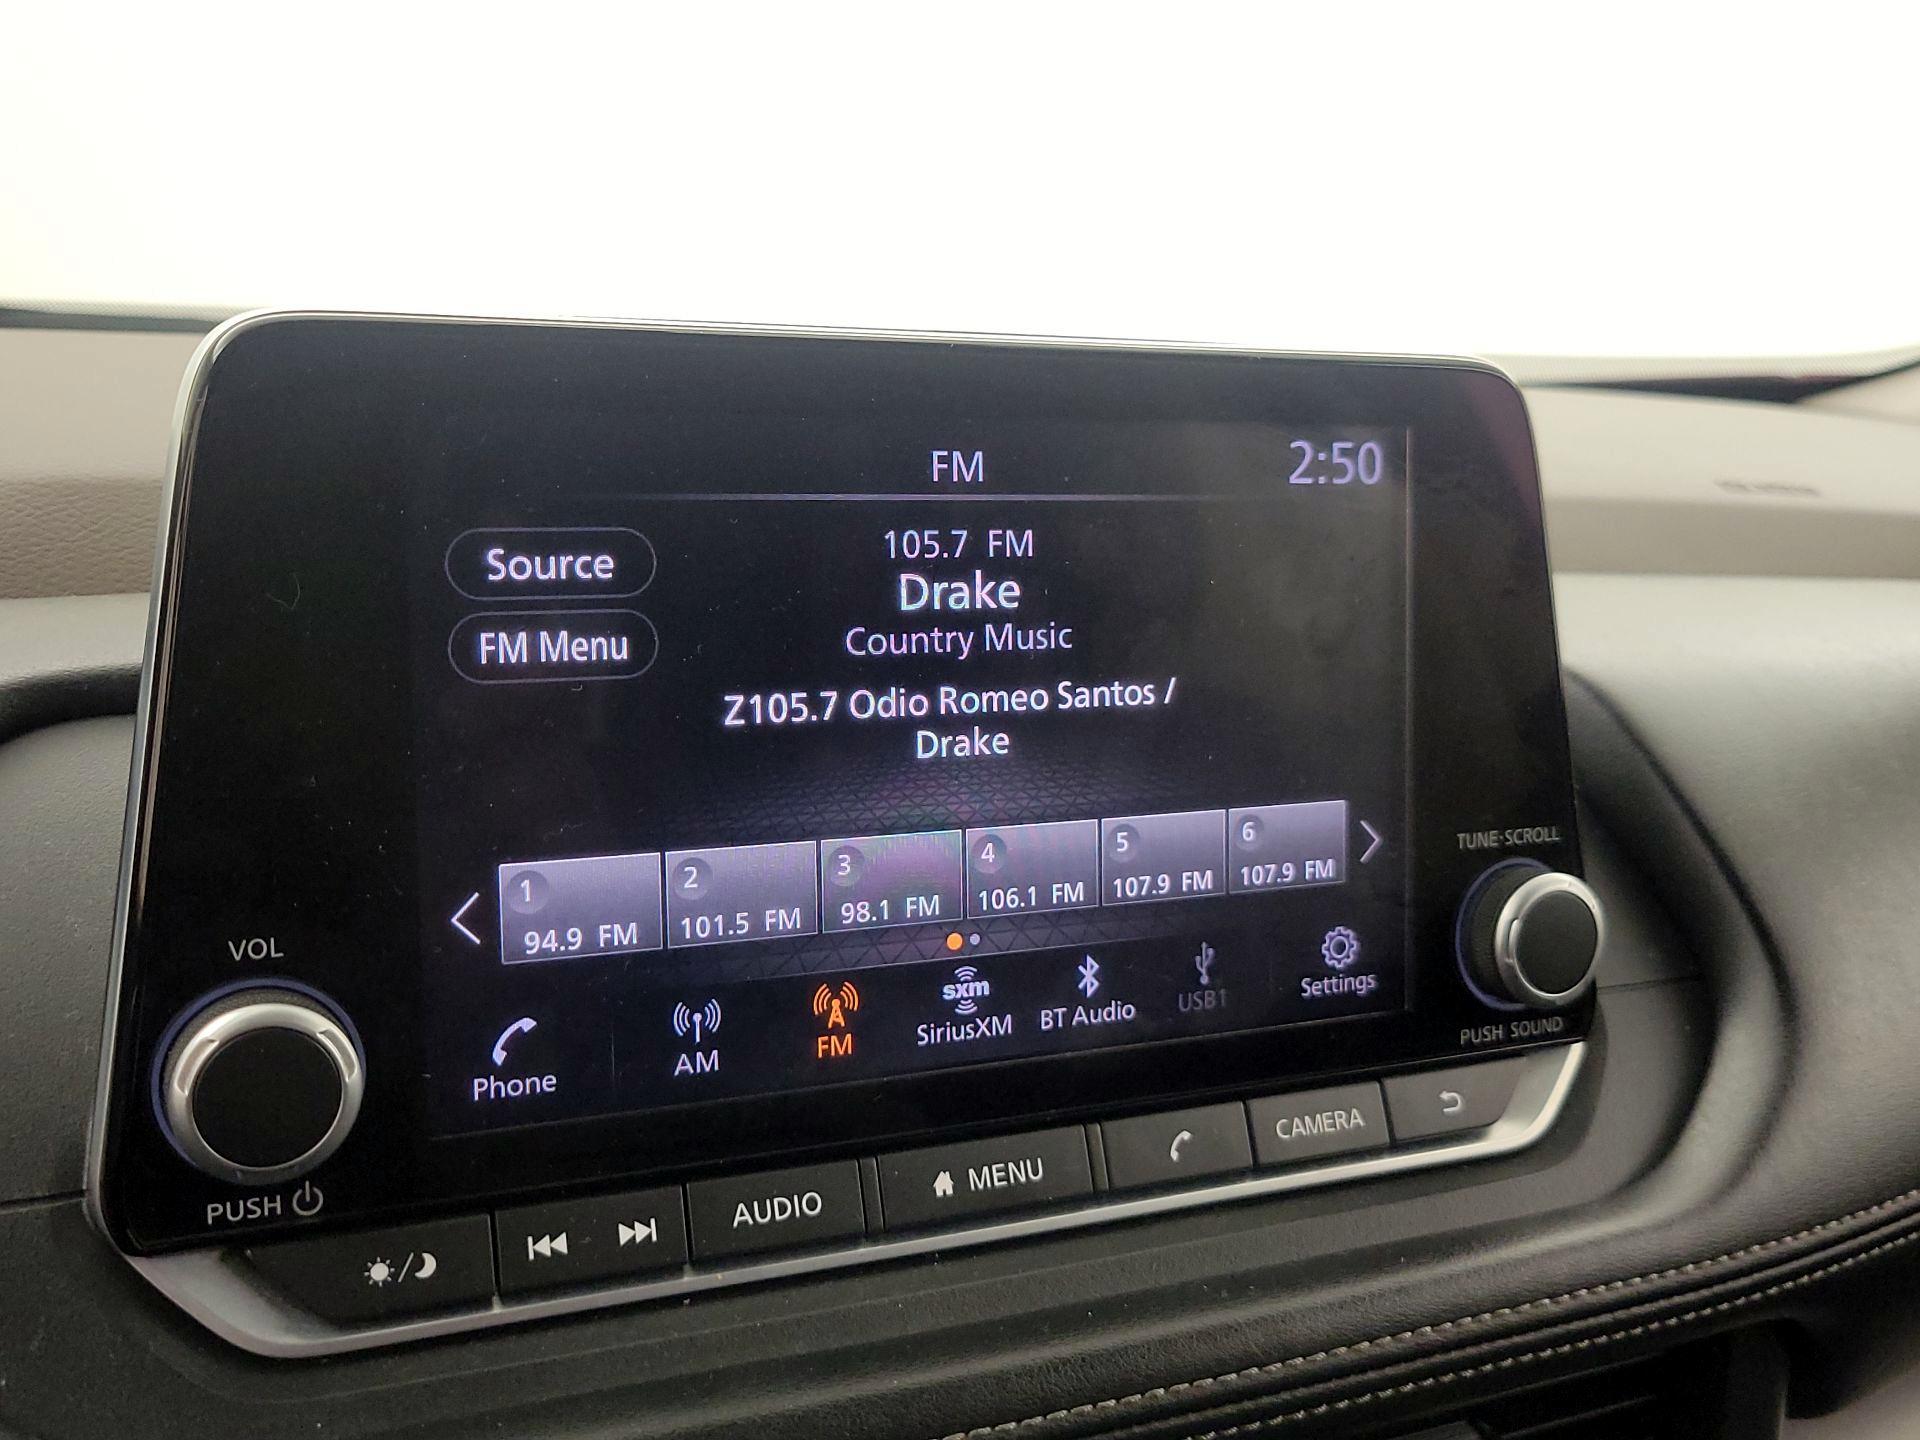 FM 2:50
Source
FM Menu
105.7 FM
Drake
Country Music
Z105.7 Odio Romeo Santos /
Drake
1 2 3 4 5 6
94.9 FM 101.5 FM 98.1 FM 106.1 FM 107.9 FM 107.9 FM
sxm
Phone AM FM SiriusXM BT Audio USB1 Settings
VOL
PUSH
TUNE·SCROLL
PUSH SOUND
AUDIO MENU CAMERA